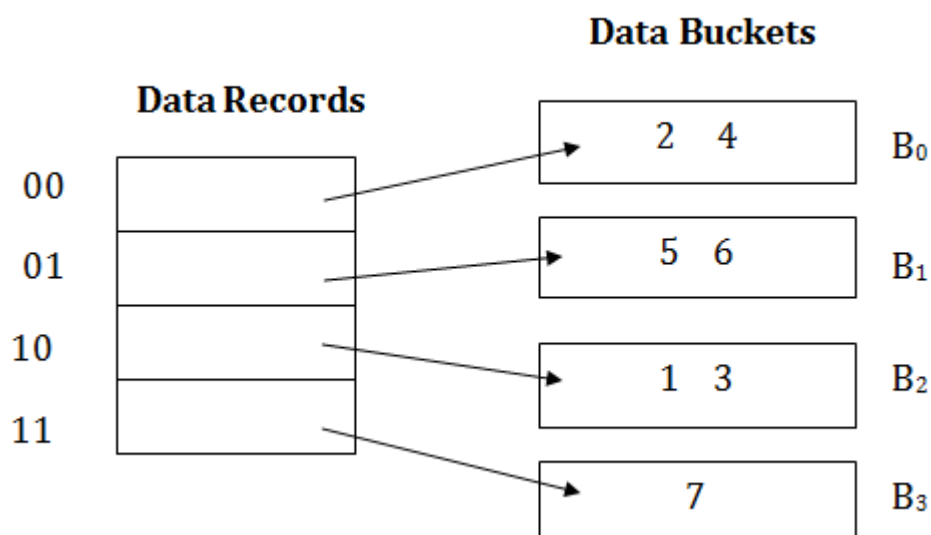 Data Buckets
Data Records
00
2 4 B₀
01
5 6 B₁
10
1 3 B₂
11
7 B₃